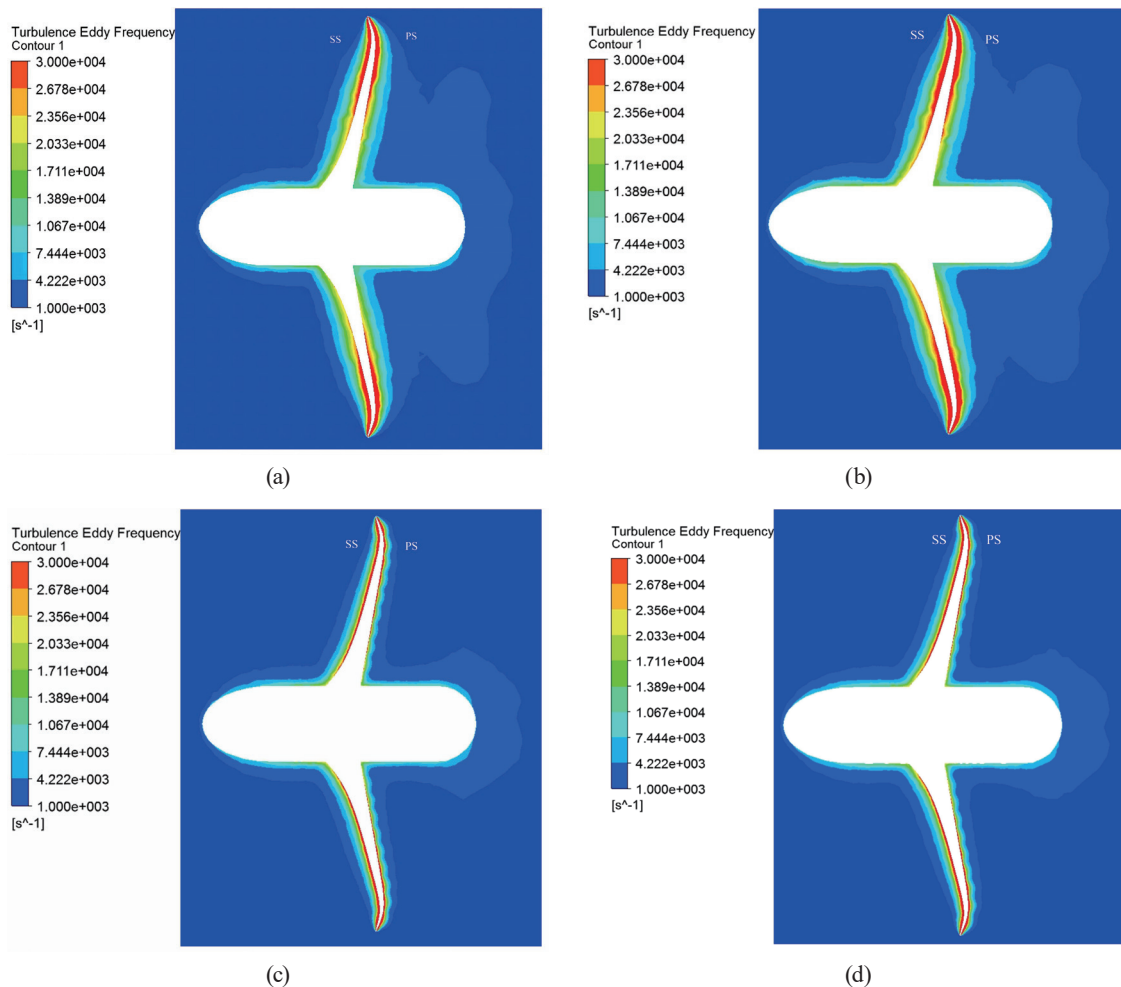 Turbulence Eddy Frequency
Contour 1
3.000e+004
2.678e+004
2.356e+004
2.033e+004
1.711e+004
1.389e+004
1.067e+004
7.444e+003
4.222e+003
1.000e+003
[s^-1]
SS PS
(a)
Turbulence Eddy Frequency
Contour 1
3.000e+004
2.678e+004
2.356e+004
2.033e+004
1.711e+004
1.389e+004
1.067e+004
7.444e+003
4.222e+003
1.000e+003
[s^-1]
SS PS
(b)
Turbulence Eddy Frequency
Contour 1
3.000e+004
2.678e+004
2.356e+004
2.033e+004
1.711e+004
1.389e+004
1.067e+004
7.444e+003
4.222e+003
1.000e+003
[s^-1]
SS PS
(c)
Turbulence Eddy Frequency
Contour 1
3.000e+004
2.678e+004
2.356e+004
2.033e+004
1.711e+004
1.389e+004
1.067e+004
7.444e+003
4.222e+003
1.000e+003
[s^-1]
SS PS
(d)